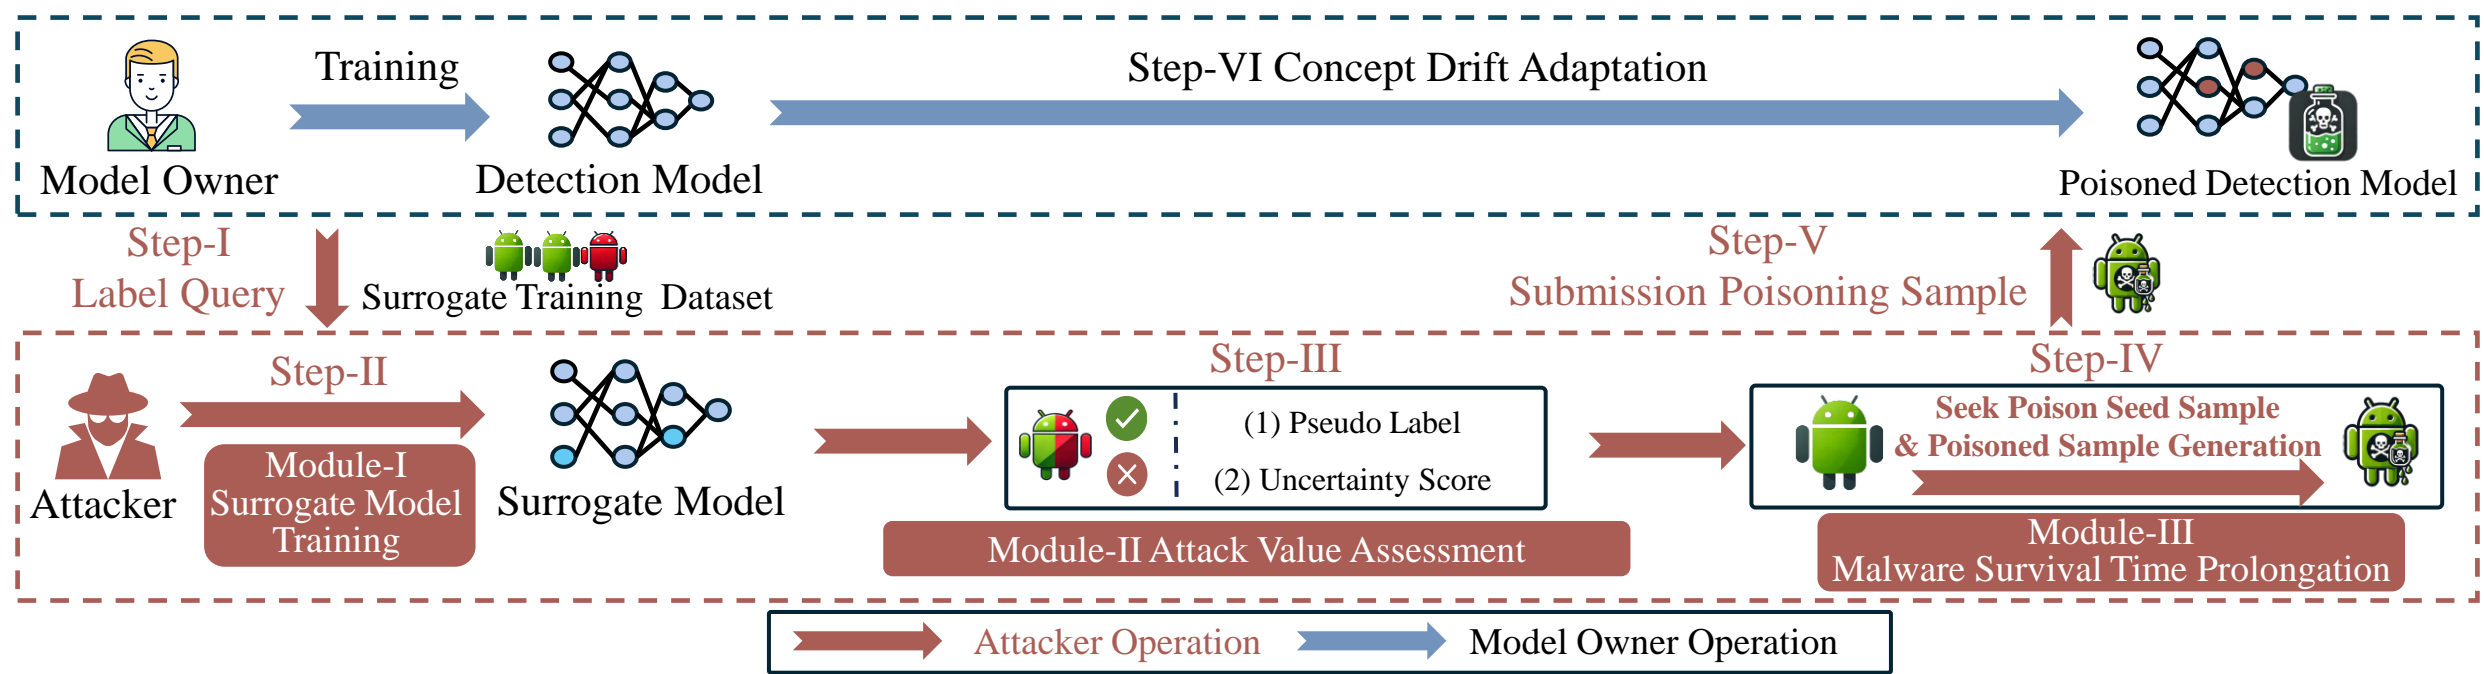 Training
Step-VI Concept Drift Adaptation
Model Owner
Detection Model
Poisoned Detection Model
Step-I
Label Query
Surrogate Training Dataset
Step-V
Submission Poisoning Sample
Step-II
Attacker
Module-I
Surrogate Model
Training
Surrogate Model
Step-III
(1) Pseudo Label
(2) Uncertainty Score
Module-II Attack Value Assessment
Step-IV
Seek Poison Seed Sample
& Poisoned Sample Generation
Module-III
Malware Survival Time Prolongation
Attacker Operation
Model Owner Operation